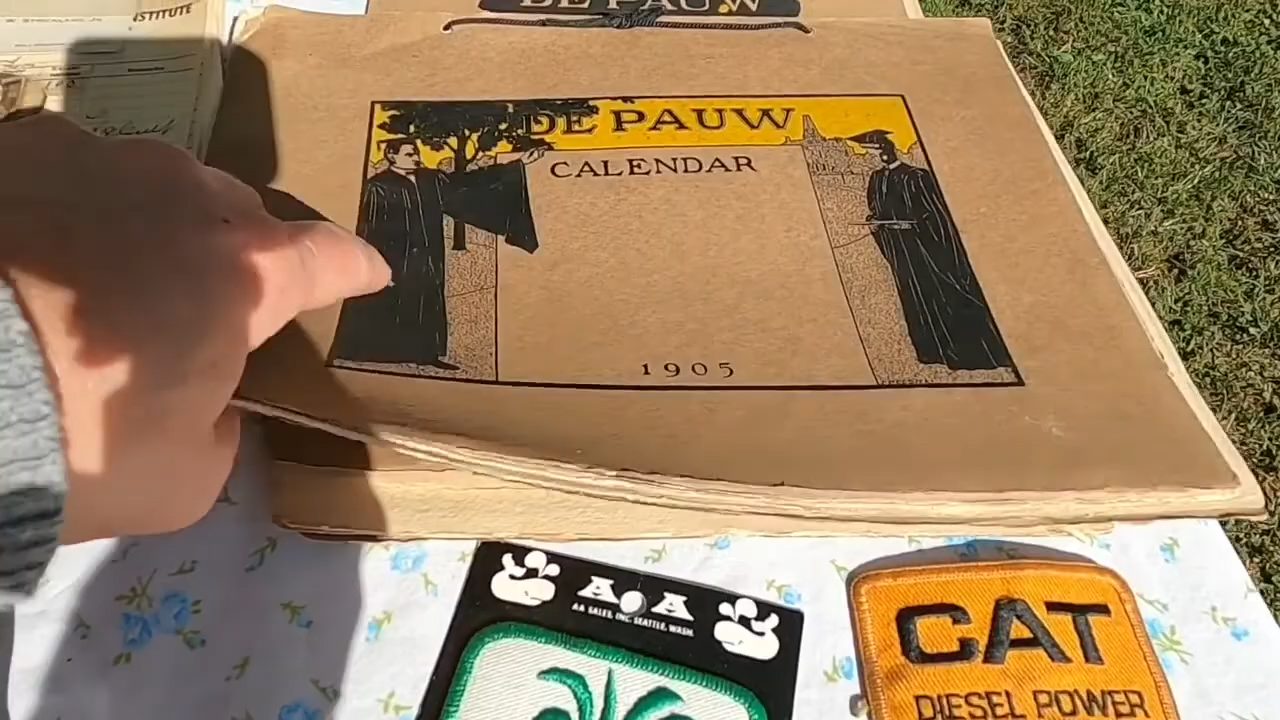 INSTITUTE
DE PAUW
DE PAUW
CALENDAR
1905
A A
AA SALES, INC. SEATTLE, WASH.
CAT
DIESEL POWER